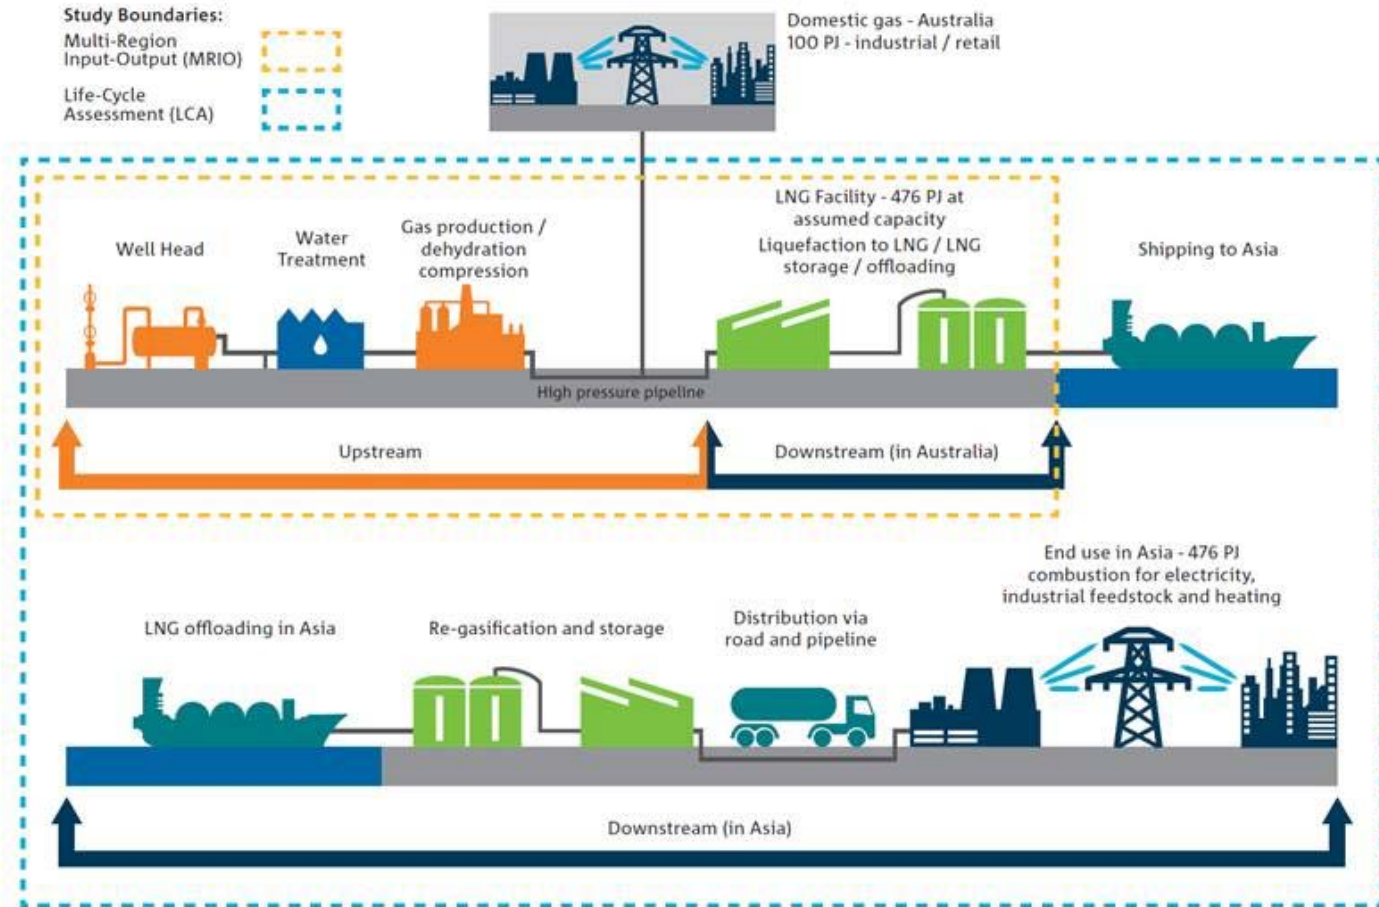 Study Boundaries:
Multi-Region
Input-Output (MRIO)
Life-Cycle
Assessment (LCA)
Domestic gas - Australia
100 PJ - industrial / retail
Well Head
Water
Treatment
Gas production /
dehydration
compression
LNG Facility - 476 PJ at
assumed capacity
Liquefaction to LNG / LNG
storage / offloading
Shipping to Asia
High pressure pipeline
Upstream
Downstream (in Australia)
LNG offloading in Asia
Re-gasification and storage
Distribution via
road and pipeline
End use in Asia - 476 PJ
combustion for electricity,
industrial feedstock and heating
Downstream (in Asia)